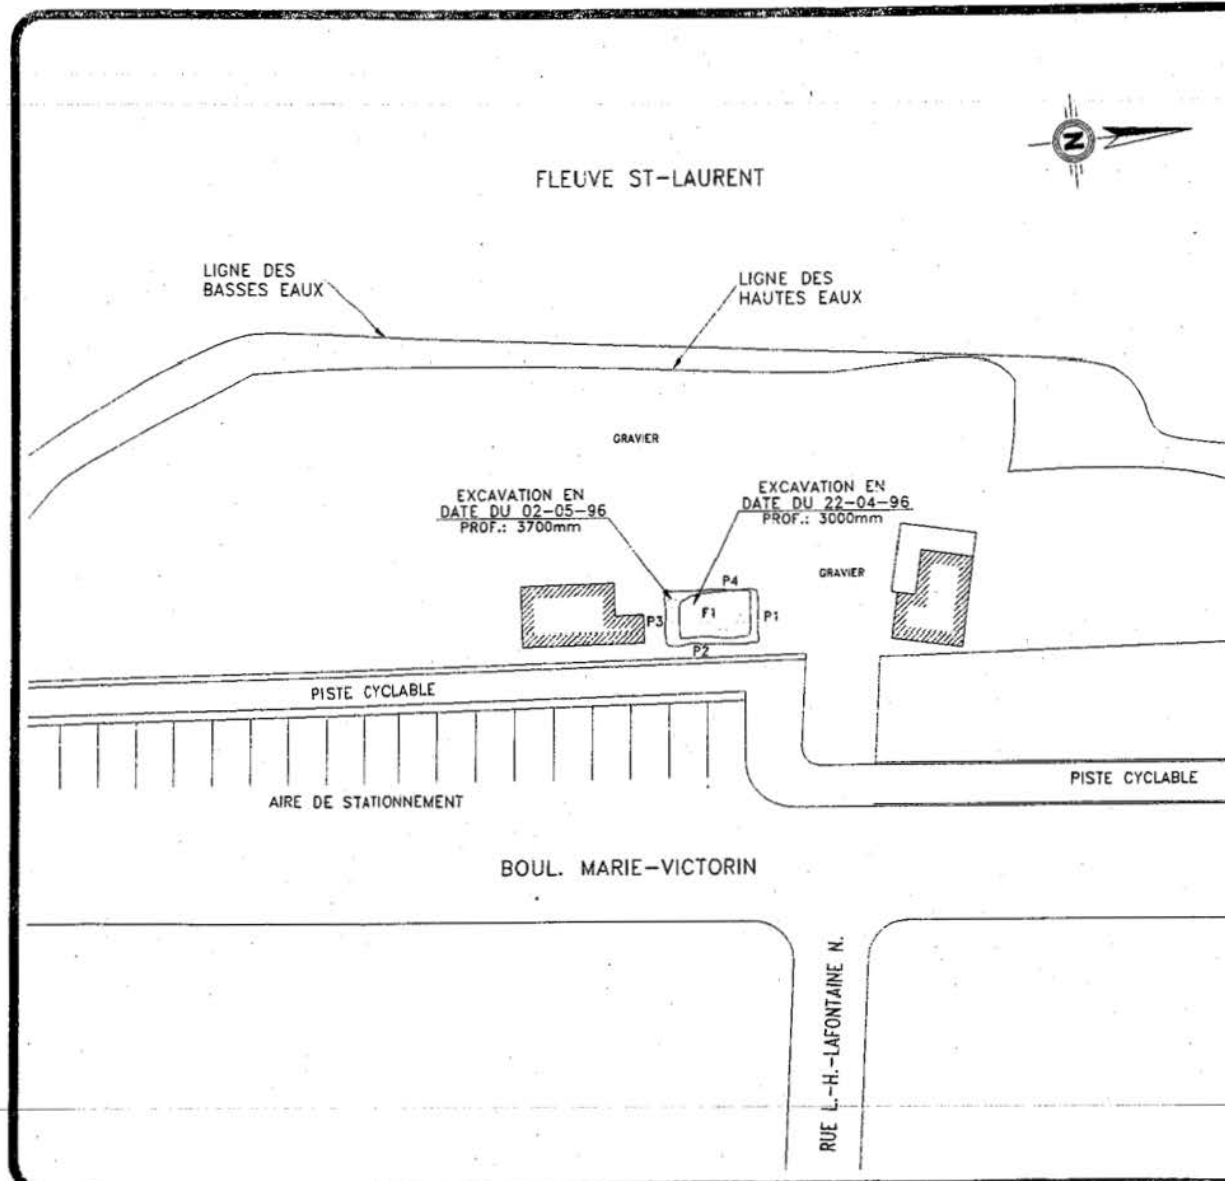 N
FLEUVE ST-LAURENT
LIGNE DES
BASSES EAUX
LIGNE DES
HAUTES EAUX
GRAVIER
EXCAVATION EN
DATE DU 02-05-96
PROF.: 3700mm
EXCAVATION EN
DATE DU 22-04-96
PROF.: 3000mm
GRAVIER
P4
P3
F1
P1
P2
PISTE CYCLABLE
PISTE CYCLABLE
AIRE DE STATIONNEMENT
BOUL. MARIE-VICTORIN
RUE L.-H.-LAFONTAINE N.